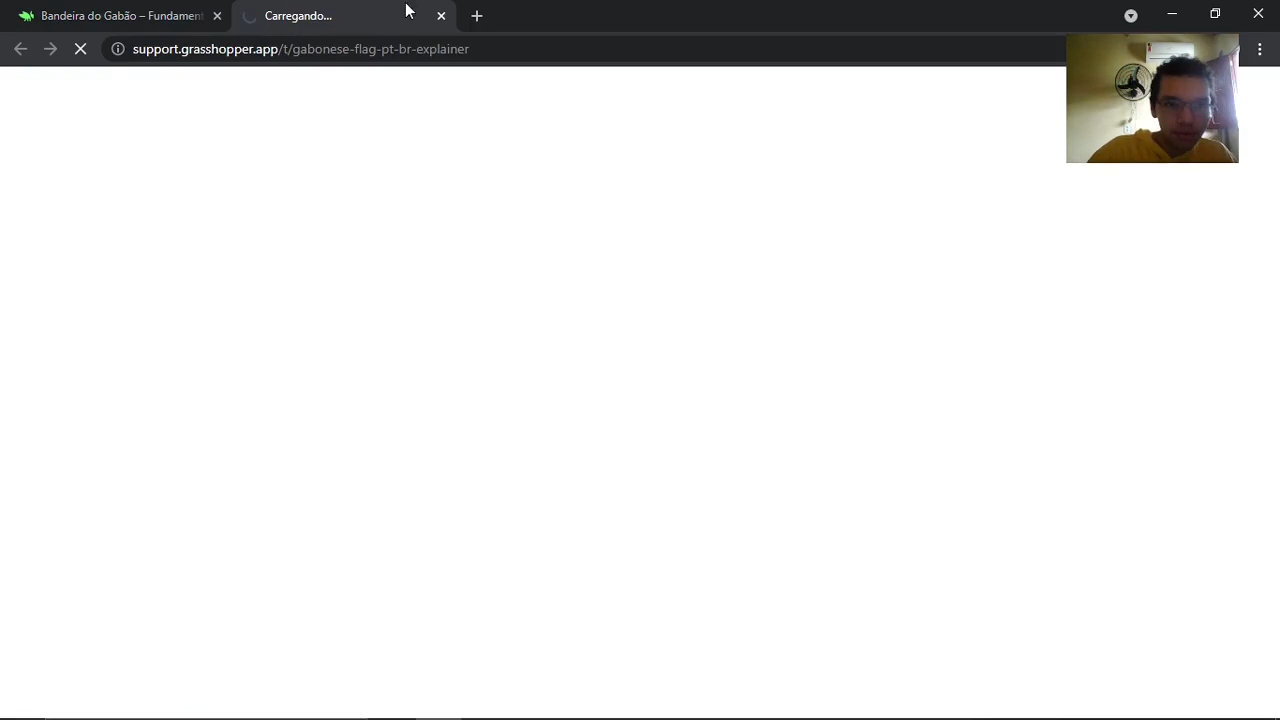 Bandeira do Gabão – Fundament
Carregando...
support.grasshopper.app/t/gabonese-flag-pt-br-explainer